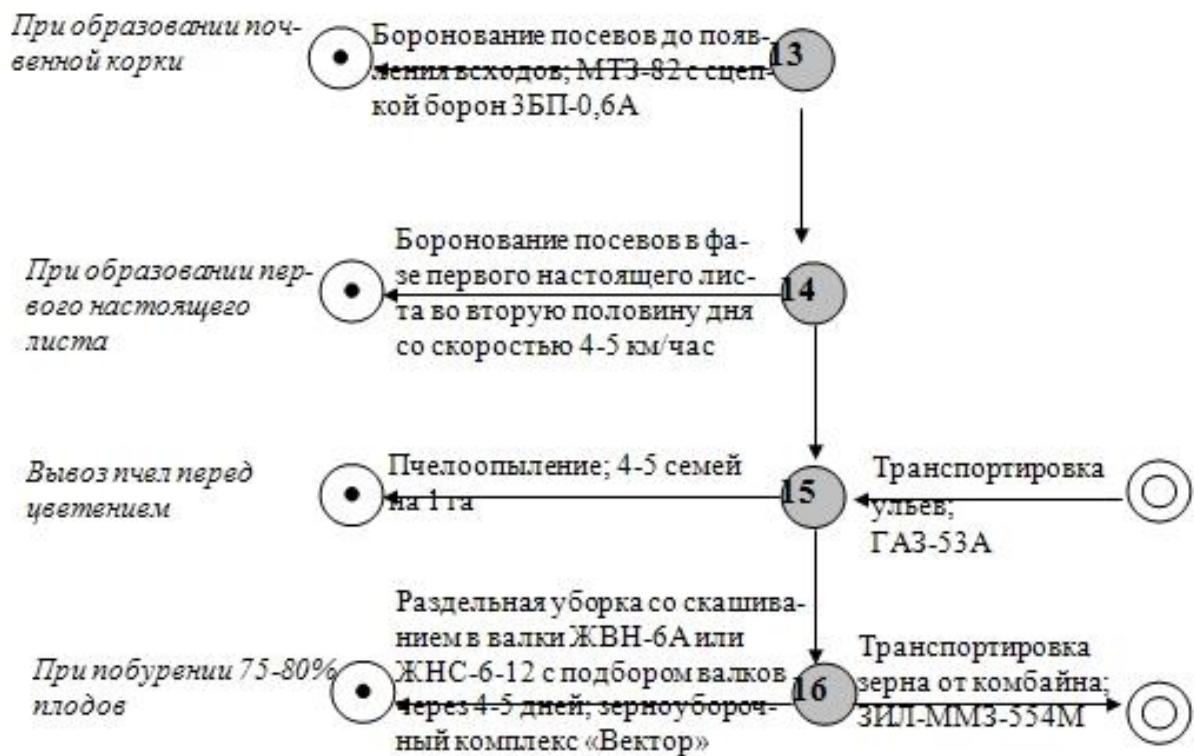 При образовании поч-
венной корки
Боронование посевов до появ-
ления всходов; МТЗ-82 с сцеп-
кой борон ЗБП-0,6А
13
При образовании пер-
вого настоящего
листа
Боронование посевов в фа-
зе первого настоящего лис-
та во вторую половину дня
со скоростью 4-5 км/час
14
Вывоз пчел перед
цветением
Пчелоопыление; 4-5 семей
на 1 га
15
Транспортировка
ульев;
ГАЗ-53А
При побурении 75-80%
плодов
Раздельная уборка со скашива-
нием в валки ЖВН-6А или
ЖНС-6-12 с подбором валков
через 4-5 дней; зерноубороч-
ный комплекс «Вектор»
16
Транспортировка
зерна от комбайна;
ЗИЛ-ММЗ-554М